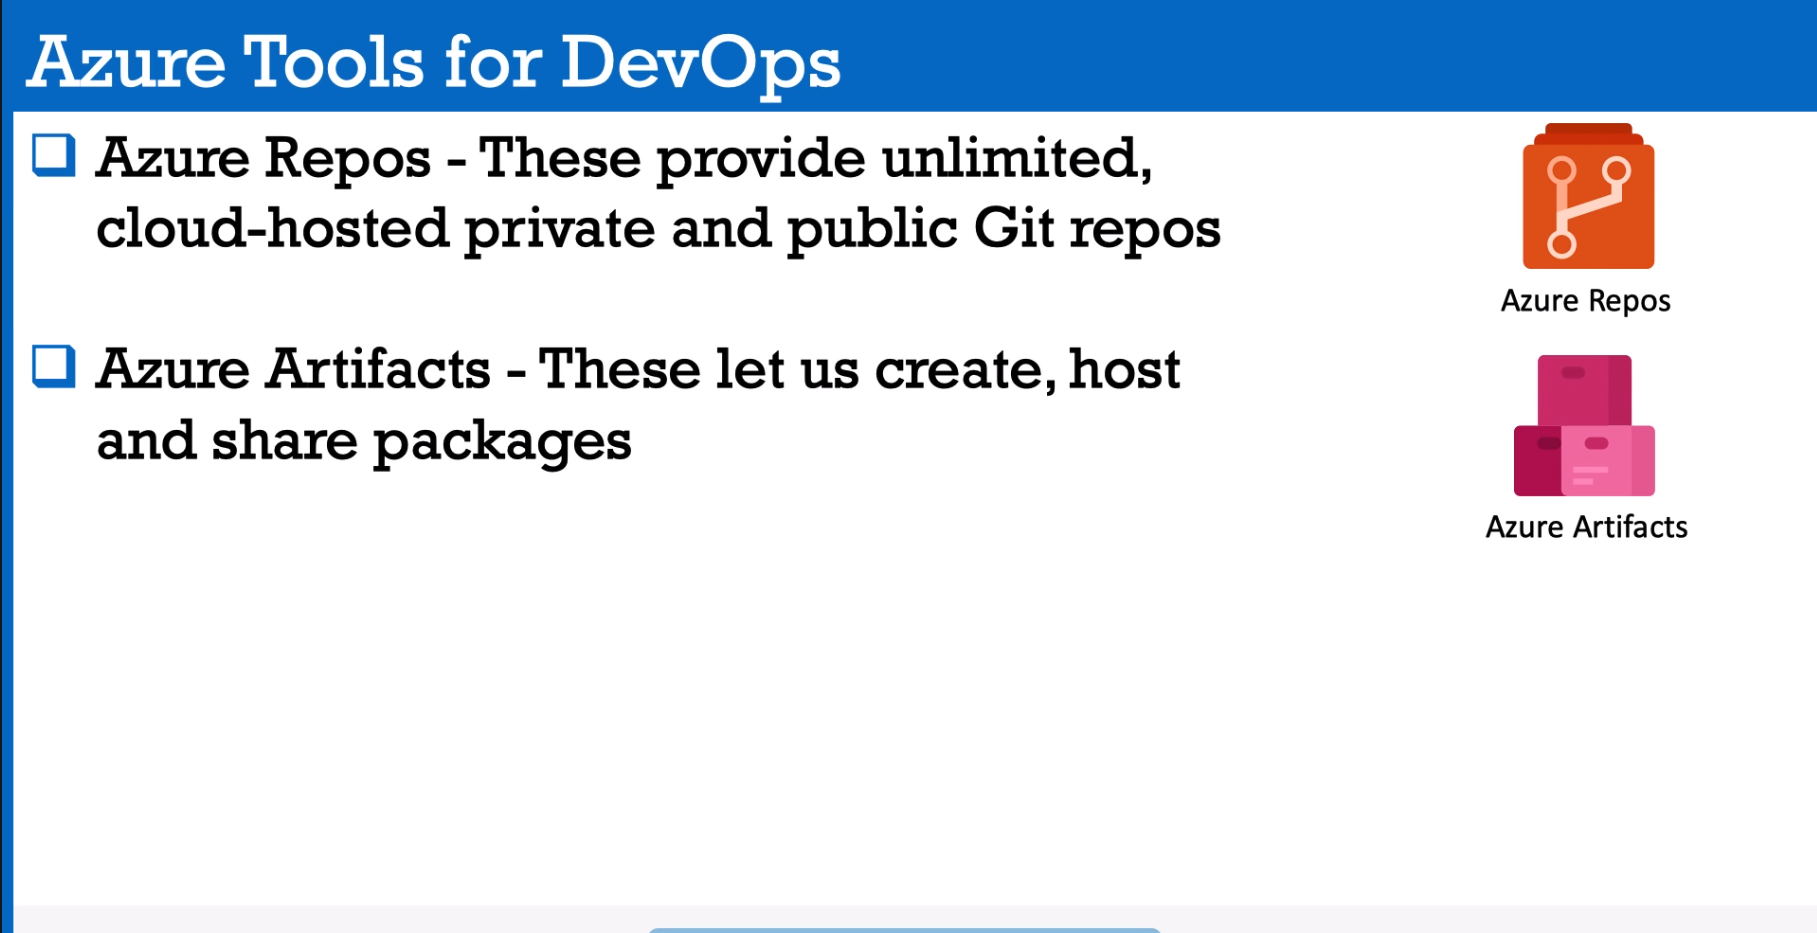 Azure Tools for DevOps
Azure Repos - These provide unlimited,
cloud-hosted private and public Git repos
Azure Repos
Azure Artifacts - These let us create, host
and share packages
Azure Artifacts